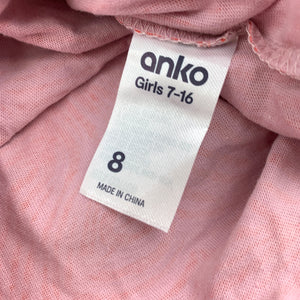 anko
Girls 7-16
8
MADE IN CHINA